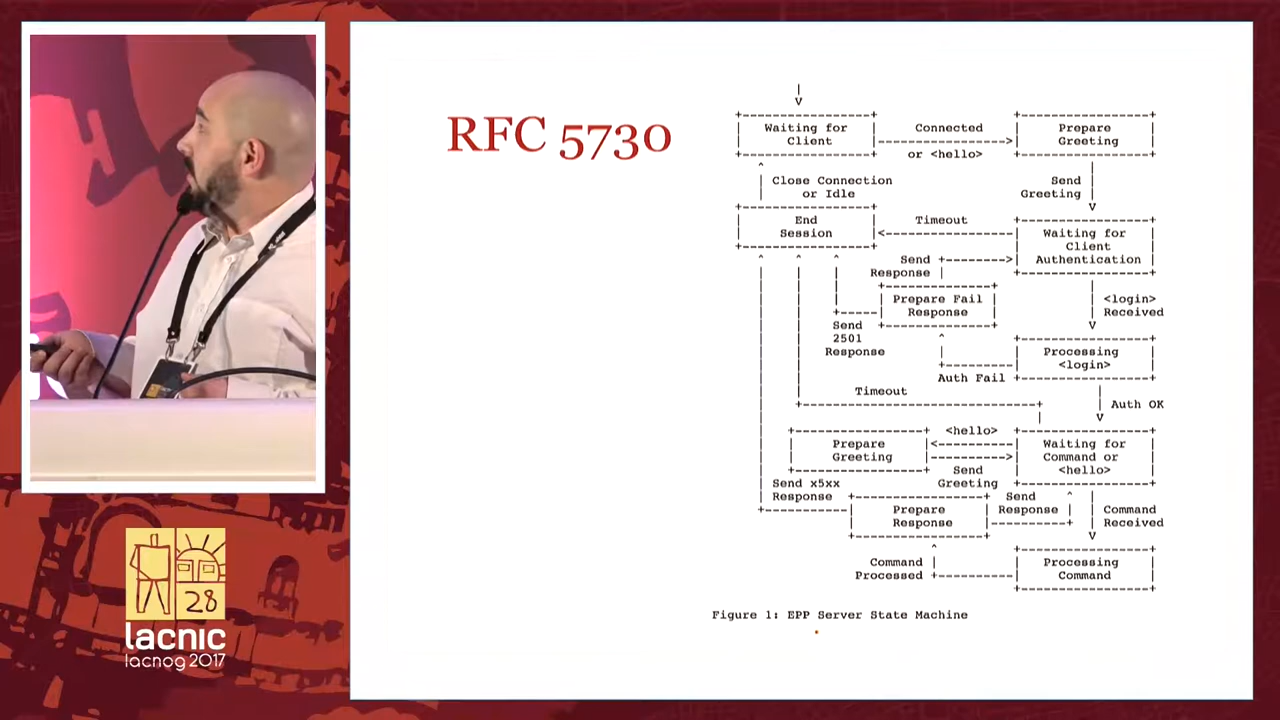 RFC 5730
Waiting for
Client
Connected
or <hello>
Prepare
Greeting
Close Connection
or Idle
Send
Greeting
End
Session
Timeout
Waiting for
Client
Authentication
Send
Response
Prepare Fail
Response
<login>
Received
Send
2501
Response
Processing
<login>
Auth Fail
Timeout
Auth OK
Prepare
Greeting
<hello>
Send
Greeting
Waiting for
Command or
<hello>
Send x5xx
Response
Prepare
Response
Send
Response
Command
Received
Command
Processed
Processing
Command
Figure 1: EPP Server State Machine
28
lacnic
lacnog 2017